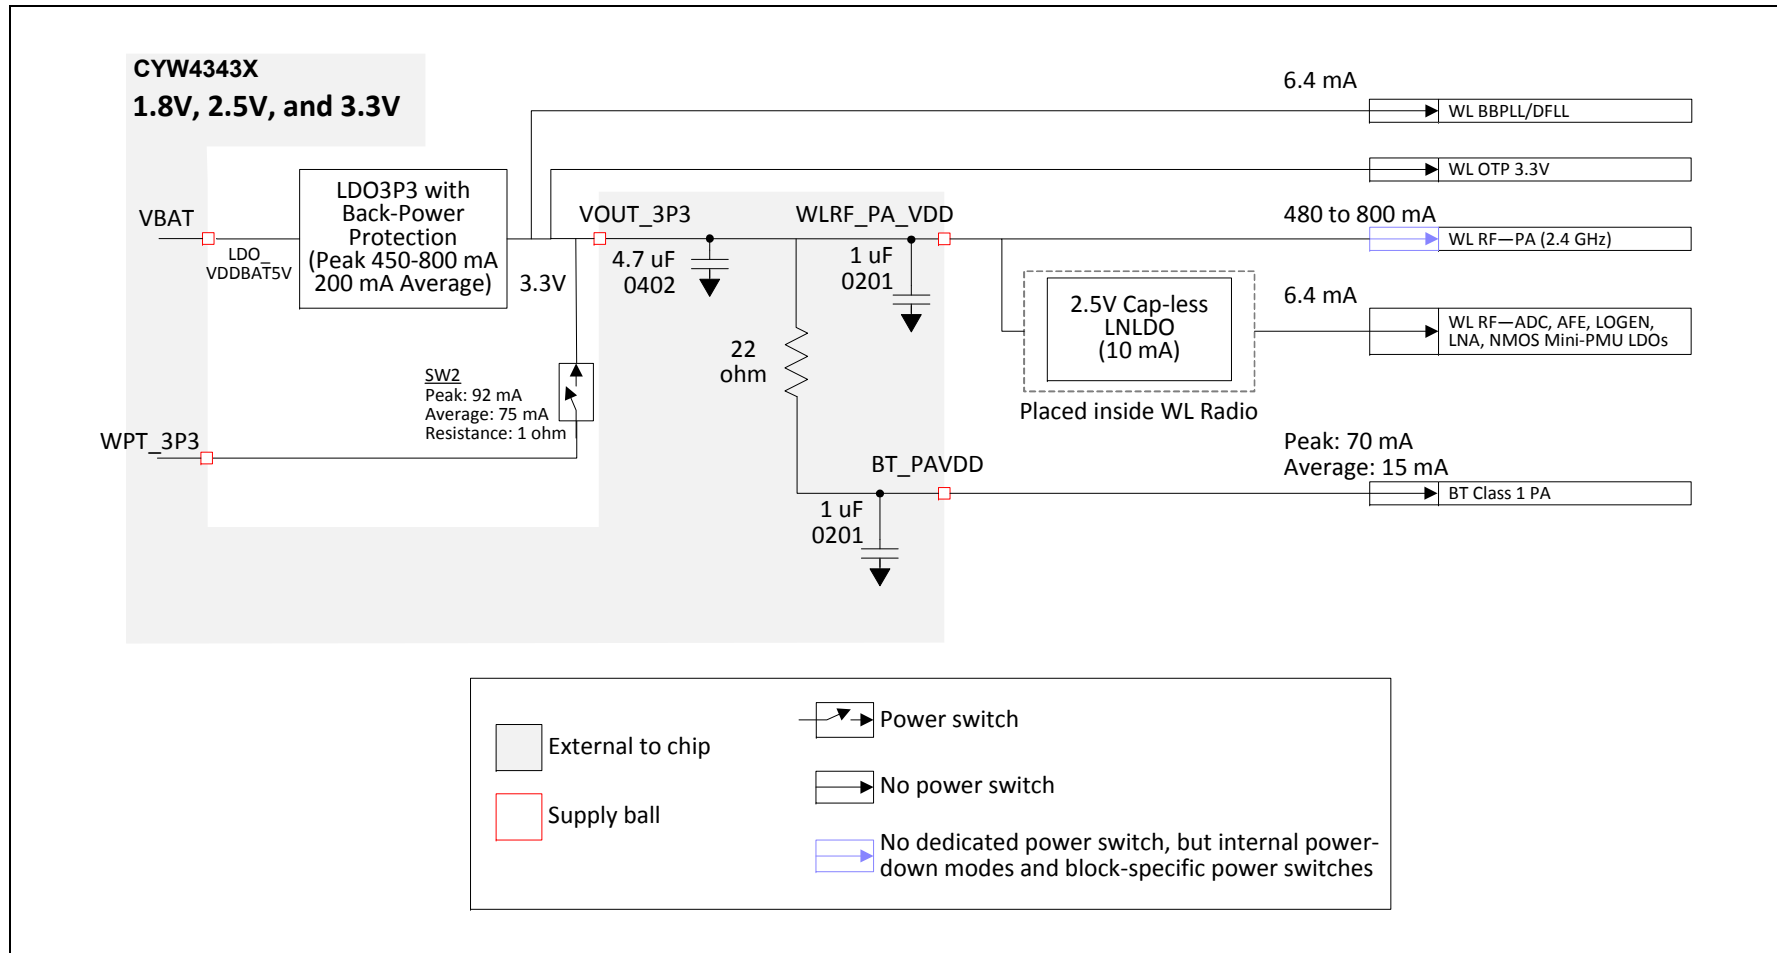 CYW4343X
1.8V, 2.5V, and 3.3V
6.4 mA
WL BBPLL/DFLL
WL OTP 3.3V
VBAT
LDO_
VDDBAT5V
LDO3P3 with
Back-Power
Protection
(Peak 450-800 mA
200 mA Average)
3.3V
VOUT_3P3
4.7 uF
0402
WLRF_PA_VDD
1 uF
0201
480 to 800 mA
WL RF—PA (2.4 GHz)
2.5V Cap-less
LNLDO
(10 mA)
Placed inside WL Radio
6.4 mA
WL RF—ADC, AFE, LOGEN,
LNA, NMOS Mini-PMU LDOs
22
ohm
SW2
Peak: 92 mA
Average: 75 mA
Resistance: 1 ohm
WPT_3P3
BT_PAVDD
1 uF
0201
Peak: 70 mA
Average: 15 mA
BT Class 1 PA
External to chip
Supply ball
Power switch
No power switch
No dedicated power switch, but internal power-
down modes and block-specific power switches